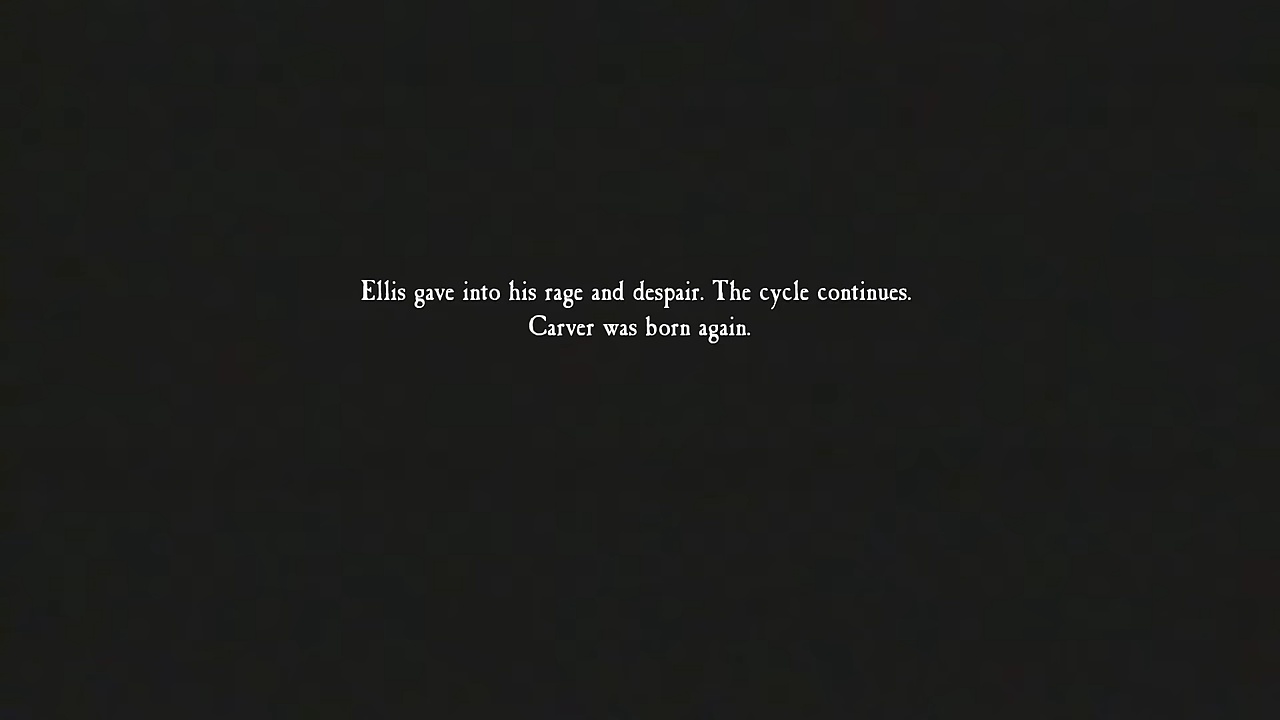 Ellis gave into his rage and despair. The cycle continues.
Carver was born again.